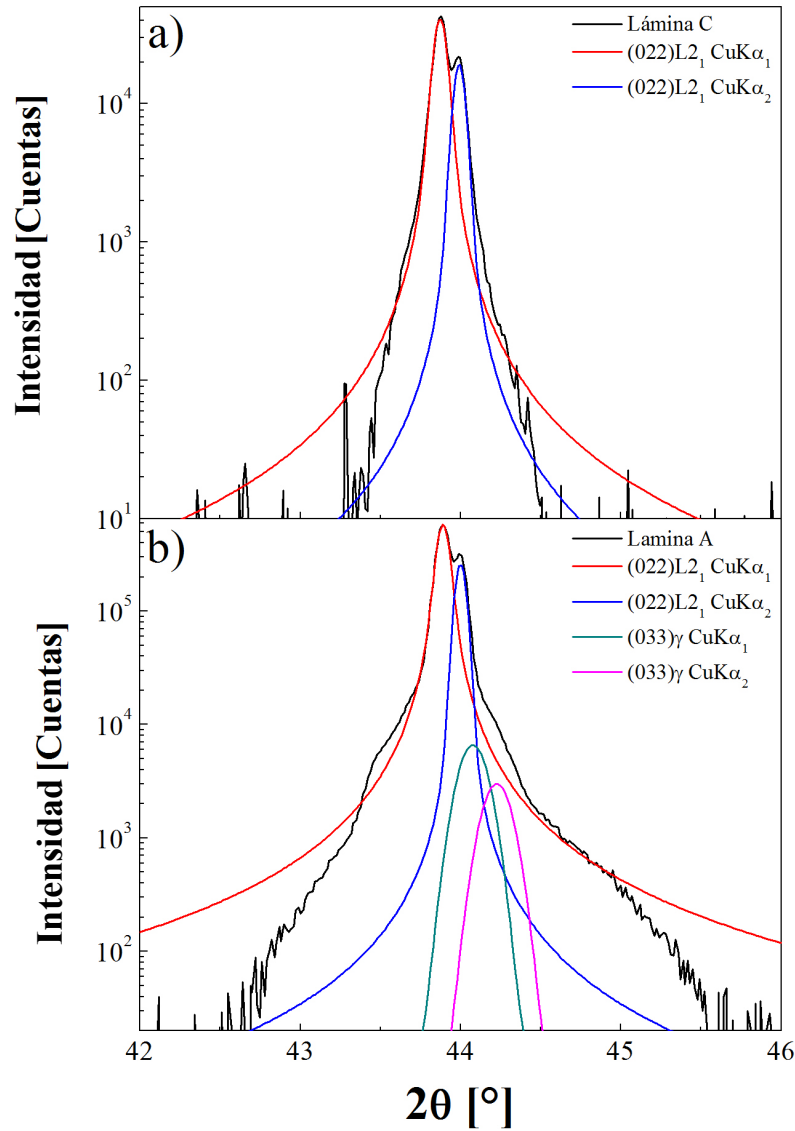 a)
Lámina C
(022)L2₁ CuKα₁
(022)L2₁ CuKα₂
Intensidad [Cuentas]
10⁴
10³
10²
10¹
b)
Lamina A
(022)L2₁ CuKα₁
(022)L2₁ CuKα₂
(033)γ CuKα₁
(033)γ CuKα₂
Intensidad [Cuentas]
10⁵
10⁴
10³
10²
42 43 44 45 46
2θ [°]